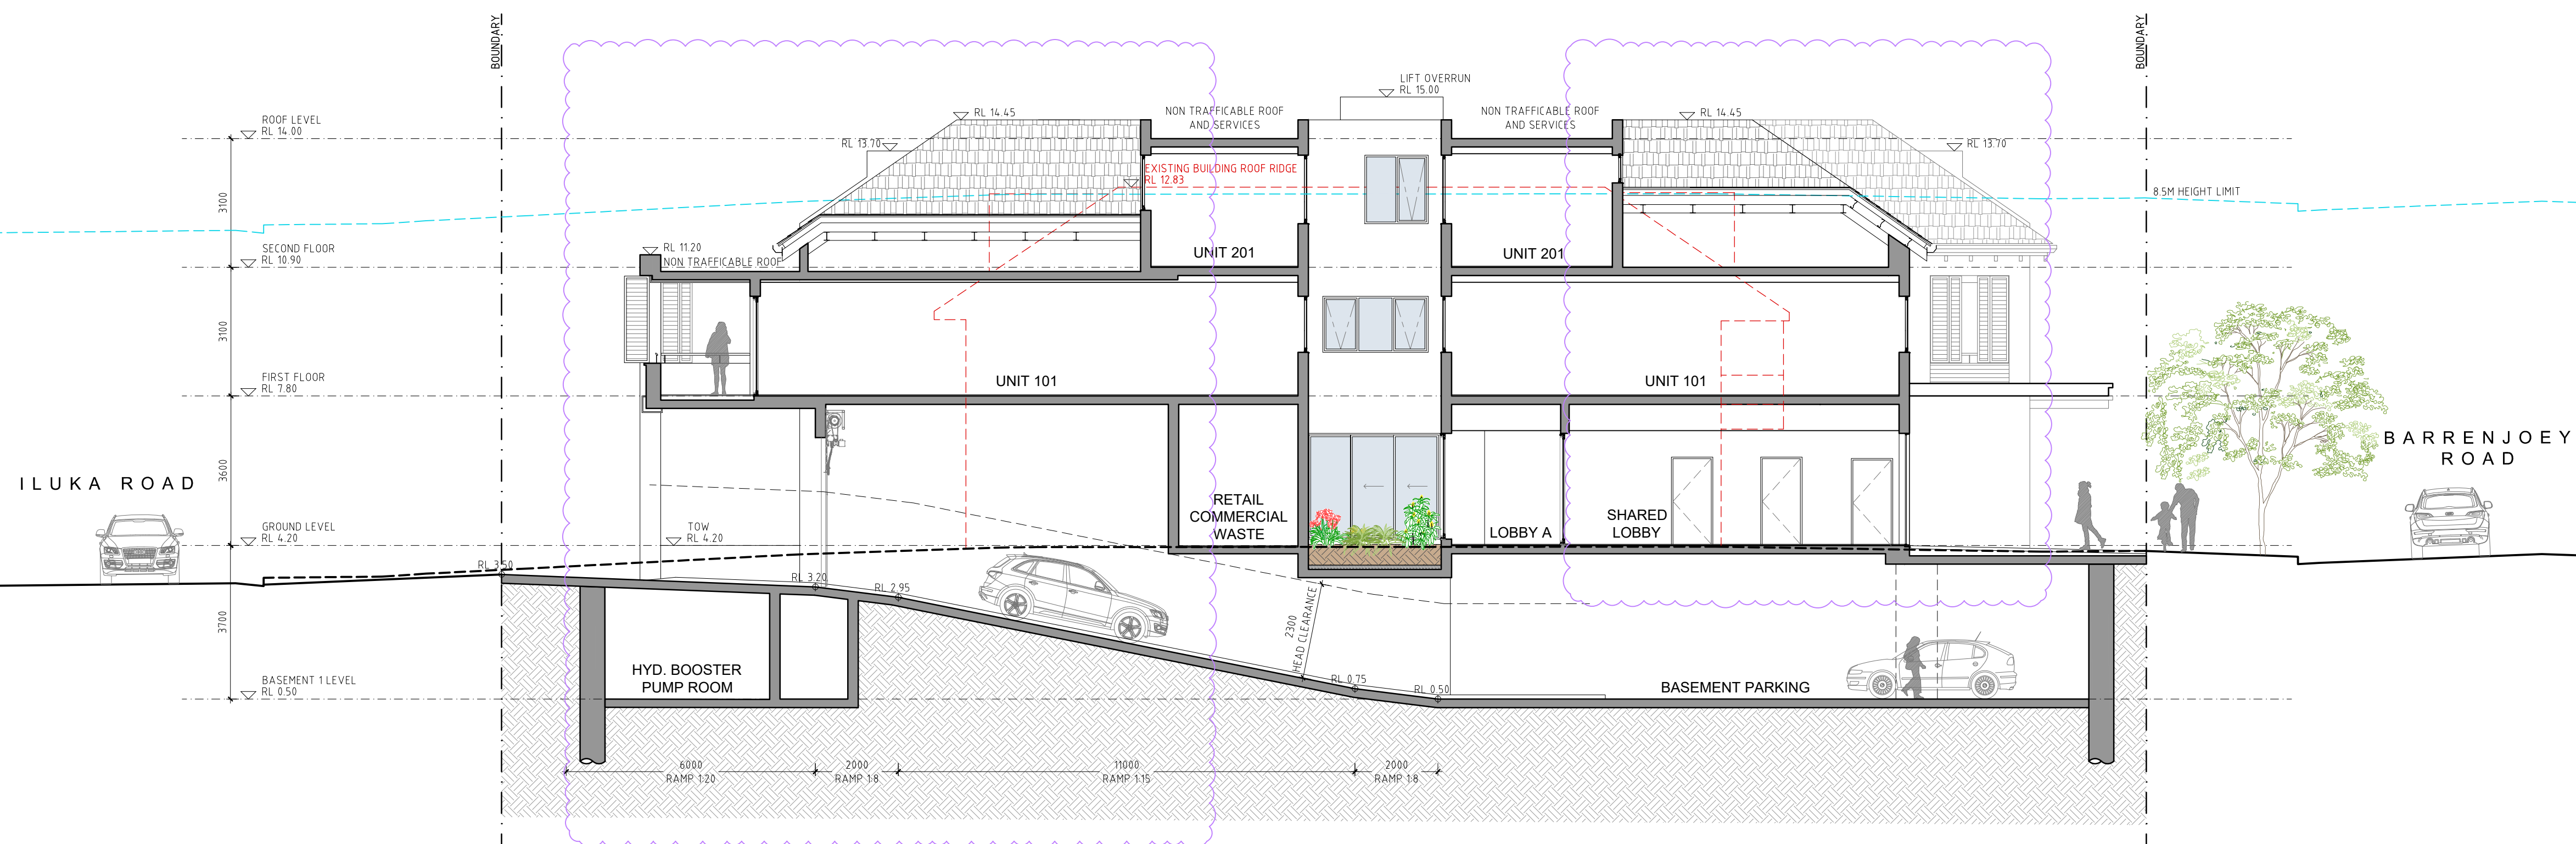 BOUNDARY
BOUNDARY
LIFT OVERRUN
RL 15.00
ROOF LEVEL
RL 14.00
RL 14.45
NON TRAFFICABLE ROOF
AND SERVICES
NON TRAFFICABLE ROOF
AND SERVICES
RL 14.45
RL 13.70
RL 13.70
EXISTING BUILDING ROOF RIDGE
RL 12.83
8.5M HEIGHT LIMIT
3100
SECOND FLOOR
RL 10.90
RL 11.20
NON TRAFFICABLE ROOF
UNIT 201
UNIT 201
3100
FIRST FLOOR
RL 7.80
UNIT 101
UNIT 101
BARRENJOEY
ROAD
3600
ILUKA ROAD
RETAIL
COMMERCIAL
WASTE
LOBBY A
SHARED
LOBBY
GROUND LEVEL
RL 4.20
TOW
RL 4.20
RL 3.50
RL 3.20
RL 2.95
3700
2300
HEAD CLEARANCE
HYD. BOOSTER
PUMP ROOM
BASEMENT 1 LEVEL
RL 0.50
RL 0.75
RL 0.50
BASEMENT PARKING
6000
RAMP 1:20
2000
RAMP 1:8
11000
RAMP 1:15
2000
RAMP 1:8